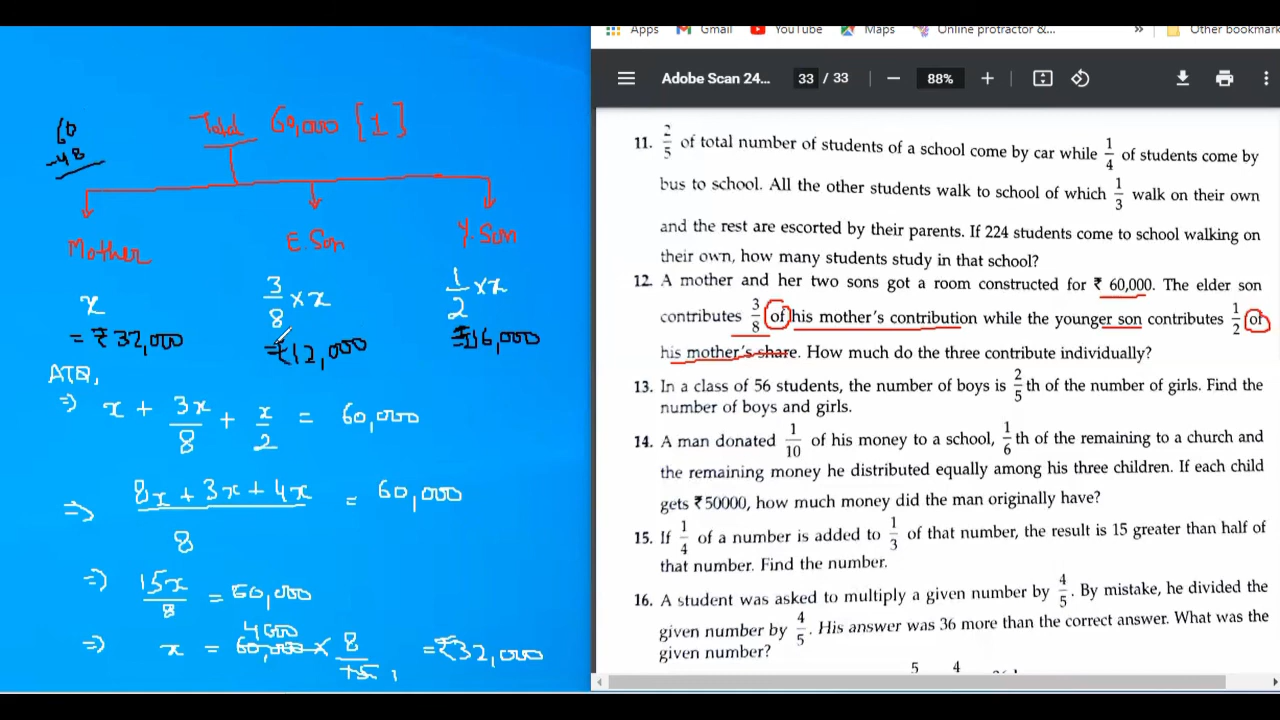 60
-48
Total 60,000 [1]
Mother
E.Son
Y.Son
x
3/8 × x
1/2 × x
= ₹32,000
= ₹12,000
= ₹16,000
ATQ,
⇒ x + 3x/8 + x/2 = 60,000
⇒ 8x + 3x + 4x / 8 = 60,000
⇒ 15x/8 = 60,000
4000
⇒ x = 60,000 × 8/15 = ₹32,000
1
Apps Gmail YouTube Maps Online protractor &... » Other bookmark
Adobe Scan 24... 33 / 33 − 88% +
11. 2/5 of total number of students of a school come by car while 1/4 of students come by
bus to school. All the other students walk to school of which 1/3 walk on their own
and the rest are escorted by their parents. If 224 students come to school walking on
their own, how many students study in that school?
12. A mother and her two sons got a room constructed for ₹ 60,000. The elder son
contributes 3/8 of his mother's contribution while the younger son contributes 1/2 of
his mother's share. How much do the three contribute individually?
13. In a class of 56 students, the number of boys is 2/5 th of the number of girls. Find the
number of boys and girls.
14. A man donated 1/10 of his money to a school, 1/6 th of the remaining to a church and
the remaining money he distributed equally among his three children. If each child
gets ₹ 50000, how much money did the man originally have?
15. If 1/4 of a number is added to 1/3 of that number, the result is 15 greater than half of
that number. Find the number.
16. A student was asked to multiply a given number by 4/5. By mistake, he divided the
given number by 4/5. His answer was 36 more than the correct answer. What was the
given number?
5 4